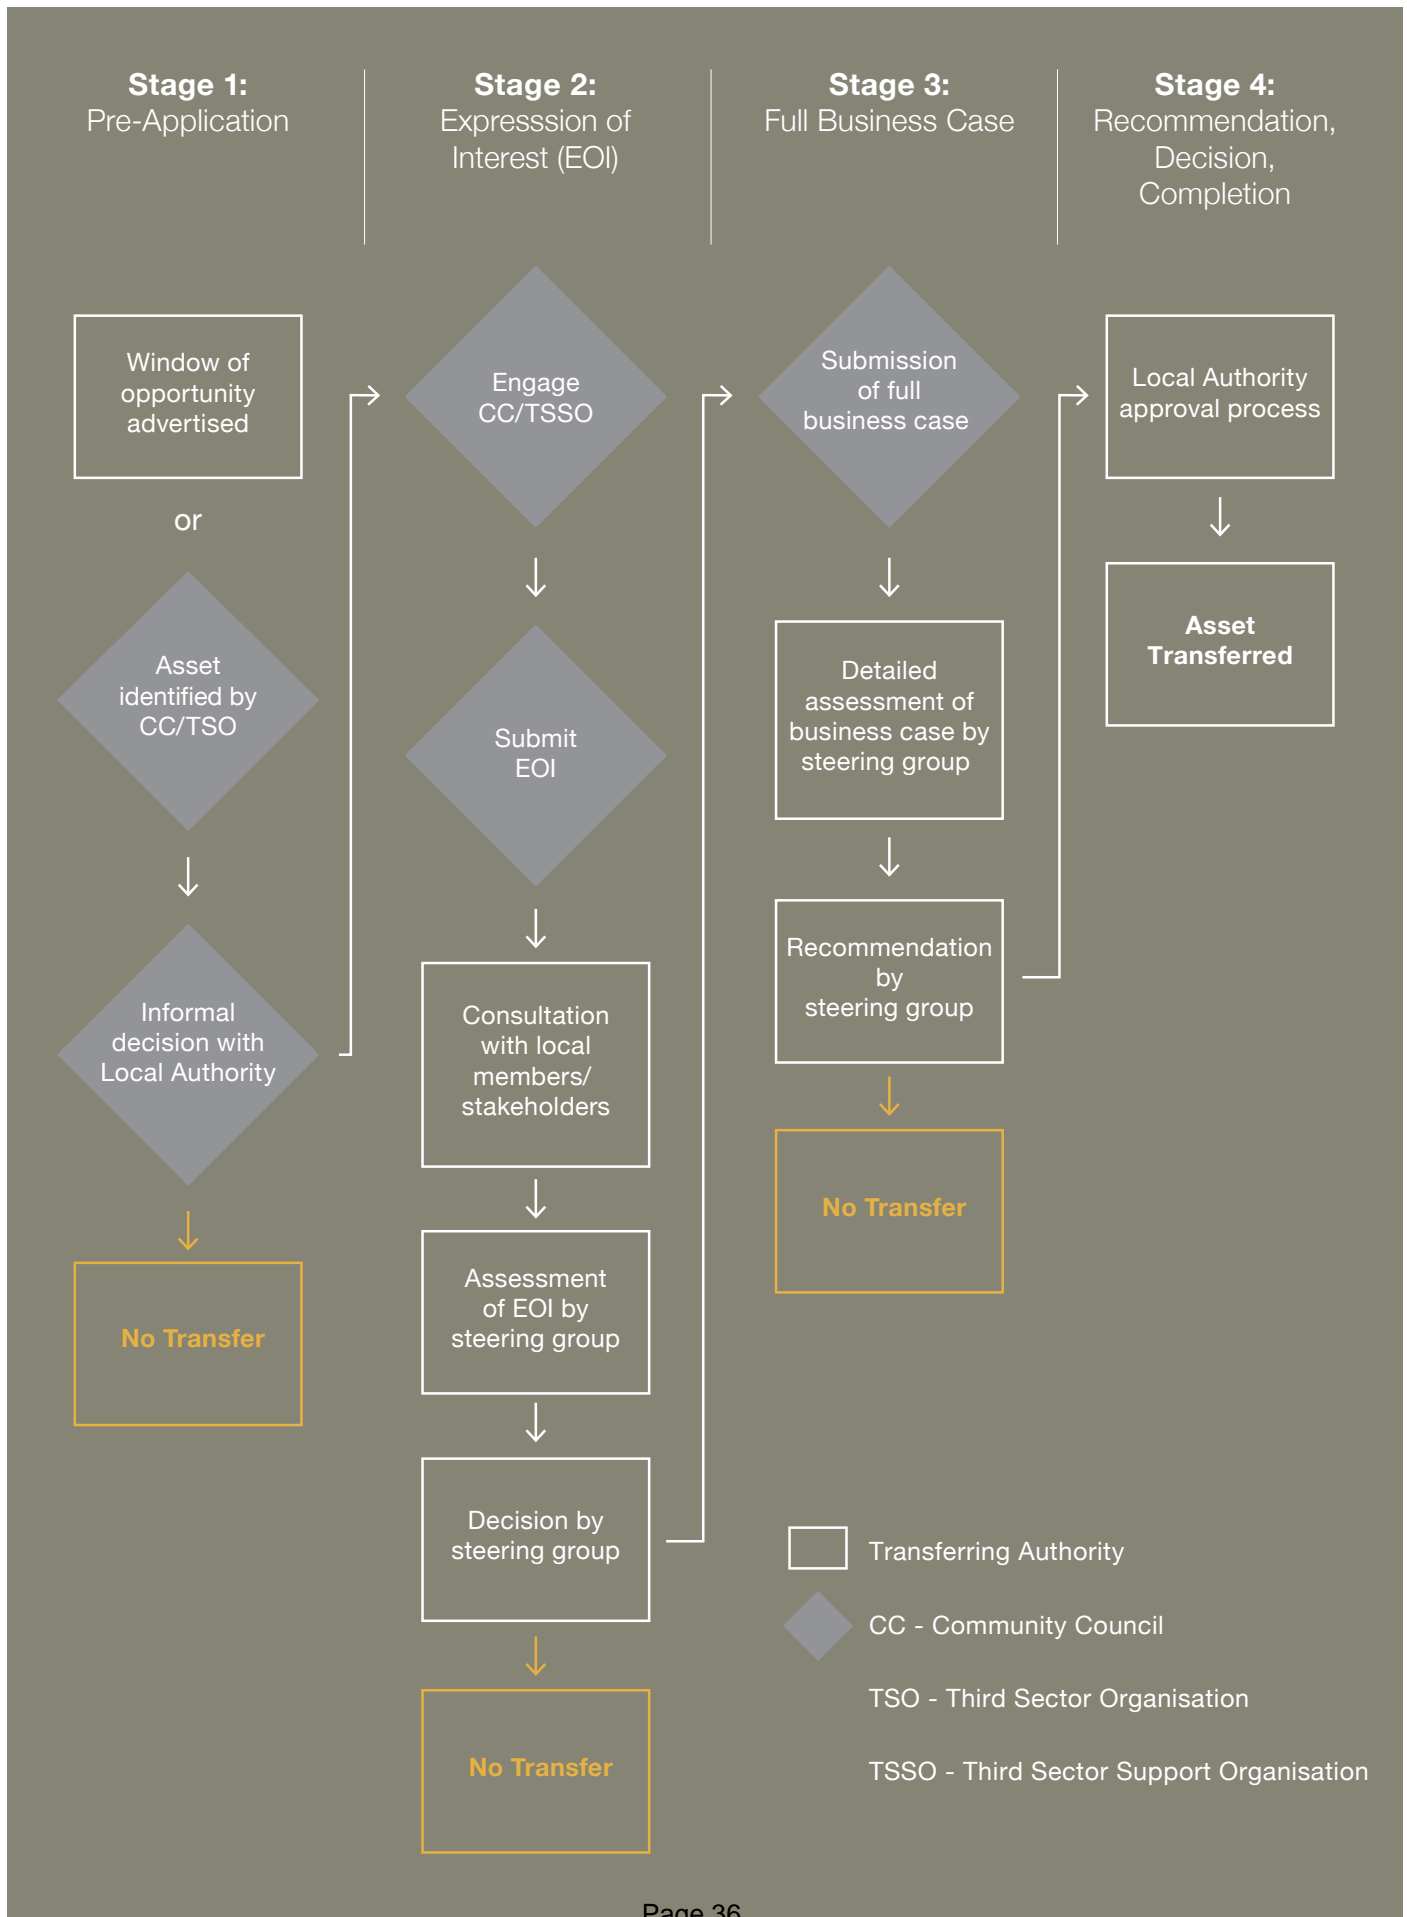 Stage 1:
Pre-Application
Stage 2:
Expresssion of
Interest (EOI)
Stage 3:
Full Business Case
Stage 4:
Recommendation,
Decision,
Completion
Window of
opportunity
advertised
or
Asset
identified by
CC/TSO
Informal
decision with
Local Authority
No Transfer
Engage
CC/TSSO
Submit
EOI
Consultation
with local
members/
stakeholders
Assessment
of EOI by
steering group
Decision by
steering group
No Transfer
Submission
of full
business case
Detailed
assessment of
business case by
steering group
Recommendation
by
steering group
No Transfer
Local Authority
approval process
Asset
Transferred
Transferring Authority
CC - Community Council
TSO - Third Sector Organisation
TSSO - Third Sector Support Organisation
Page 36